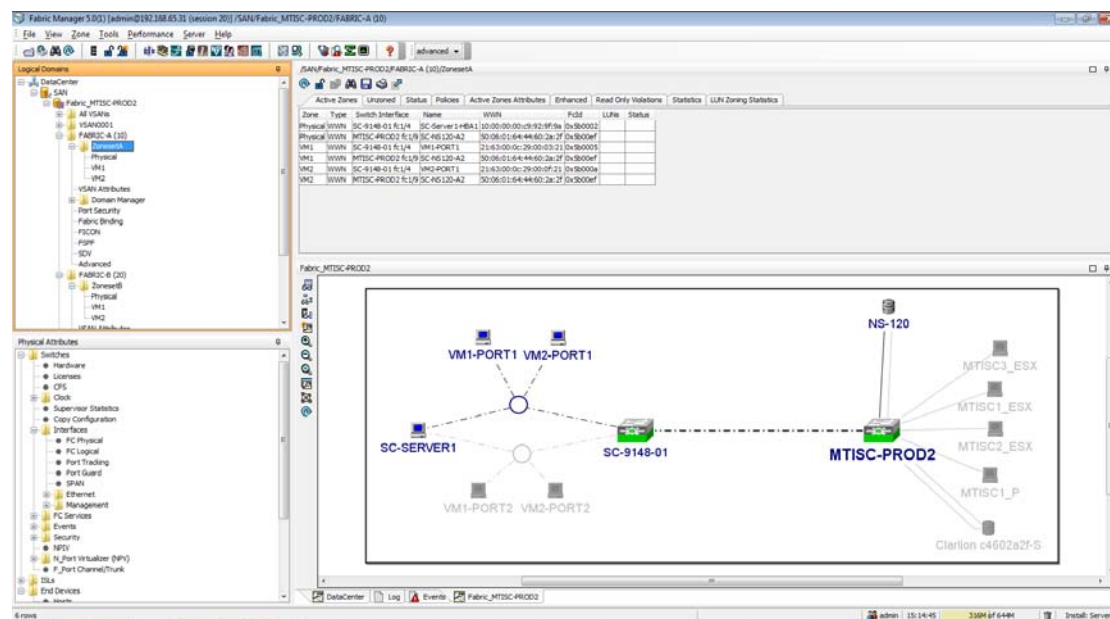 Fabric Manager 5.0(1) [admin@192.168.65.31 (session 20)] /SAN/Fabric_MTISC-PROD2/FABRIC-A (10)
File View Zone Tools Performance Server Help
advanced
Logical Domains
DataCenter
SAN
Fabric_MTISC-PROD2
All VSANs
VSAN0001
FABRIC-A (10)
ZonesetA
Physical
VM1
VM2
VSAN Attributes
Domain Manager
Port Security
Fabric Binding
FICON
FSPF
SDV
Advanced
FABRIC-B (20)
ZonesetB
Physical
VM1
VM2
VSAN Attributes
/SAN/Fabric_MTISC-PROD2/FABRIC-A (10)/ZonesetA
Active Zones Unzoned Status Policies Active Zones Attributes Enhanced Read Only Violations Statistics LUN Zoning Statistics
Zone Type Switch Interface Name WWN FcId LUNs Status
Physical WWN SC-9148-01 fc1/4 SC-Server1-HBA1 10:00:00:00:c9:92:9f:9a 0x5b0002
Physical WWN MTISC-PROD2 fc1/9 SC-NS120-A2 50:06:01:64:44:60:2a:2f 0x5b00ef
VM1 WWN SC-9148-01 fc1/4 VM1-PORT1 21:63:00:0c:29:00:03:21 0x5b0005
VM1 WWN MTISC-PROD2 fc1/9 SC-NS120-A2 50:06:01:64:44:60:2a:2f 0x5b00ef
VM2 WWN SC-9148-01 fc1/4 VM2-PORT1 21:63:00:0c:29:00:0f:21 0x5b000a
VM2 WWN MTISC-PROD2 fc1/9 SC-NS120-A2 50:06:01:64:44:60:2a:2f 0x5b00ef
Fabric_MTISC-PROD2
NS-120
VM1-PORT1 VM2-PORT1
MTISC3_ESX
MTISC1_ESX
SC-SERVER1
SC-9148-01
MTISC-PROD2
MTISC2_ESX
MTISC1_P
VM1-PORT2 VM2-PORT2
Clariion c4602a2f-S
Physical Attributes
Switches
Hardware
Licenses
CFS
Clock
Supervisor Statistics
Copy Configuration
Interfaces
FC Physical
FC Logical
Port Tracking
Port Guard
SPAN
Ethernet
Management
FC Services
Events
Security
NPIV
N_Port Virtualizer (NPV)
F_Port Channel/Trunk
ISLs
End Devices
Hosts
DataCenter Log Events Fabric_MTISC-PROD2
6 rows
admin 15:14:45 316M of 644M Install: Server